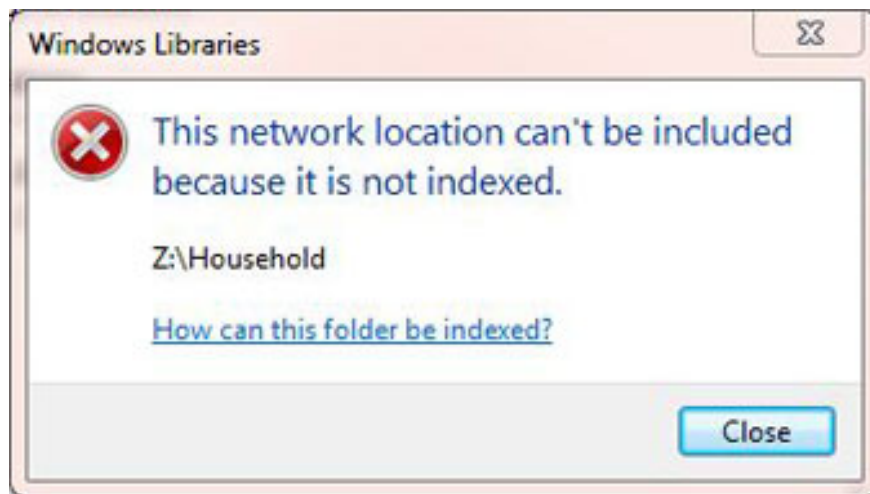 Windows Libraries
This network location can't be included
because it is not indexed.
Z:\Household
How can this folder be indexed?
Close